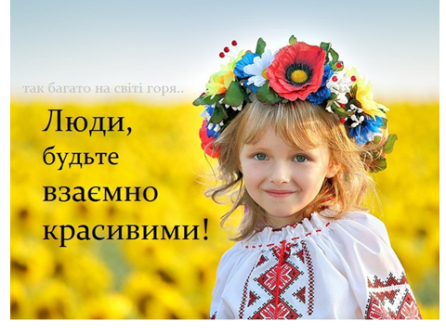 так багато на світі горя..
Люди,
будьте
взаємно
красивими!